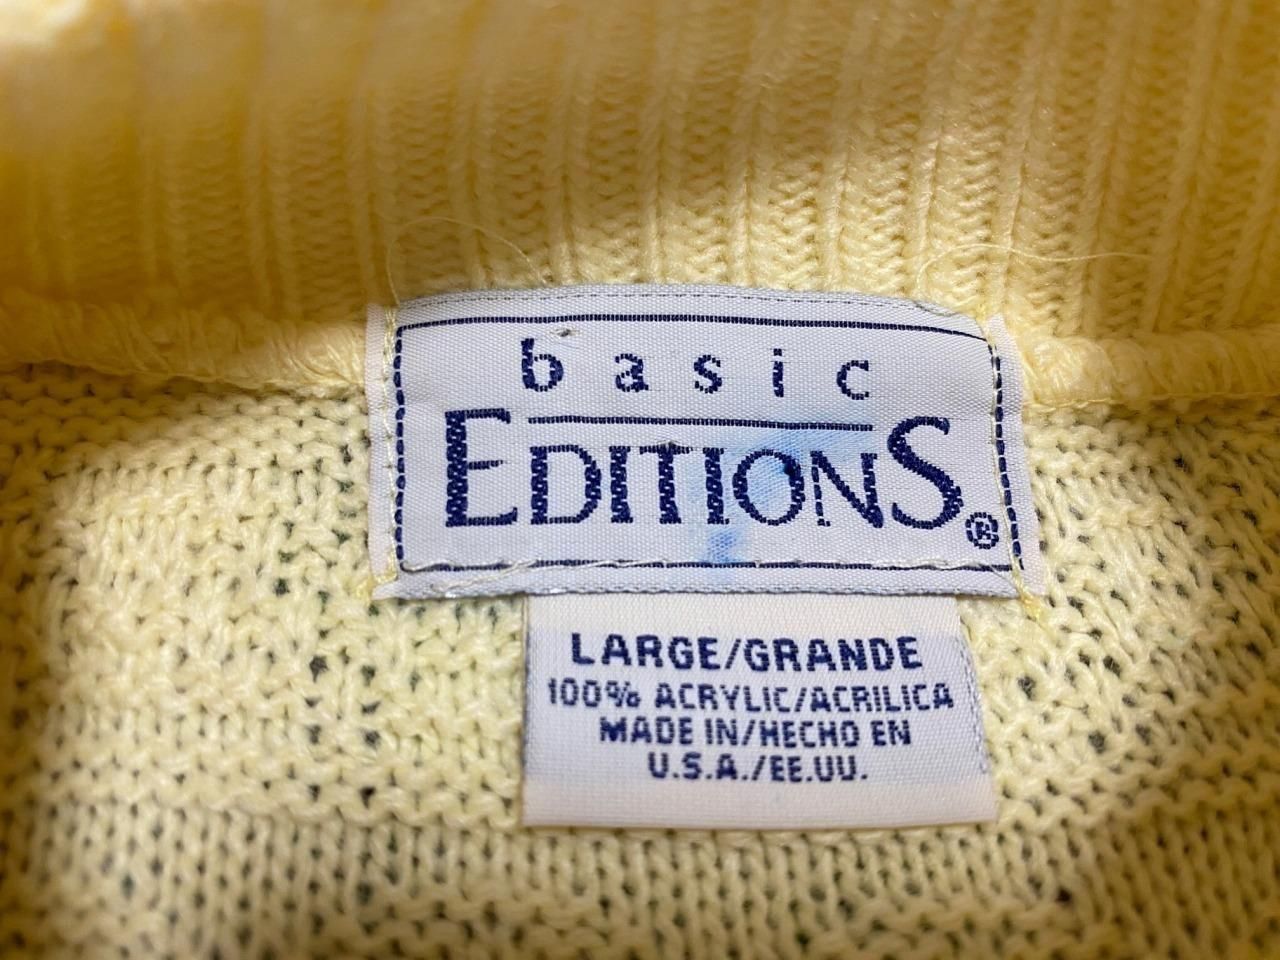 basic
EDITIONS®
LARGE/GRANDE
100% ACRYLIC/ACRILICA
MADE IN/HECHO EN
U.S.A./EE.UU.